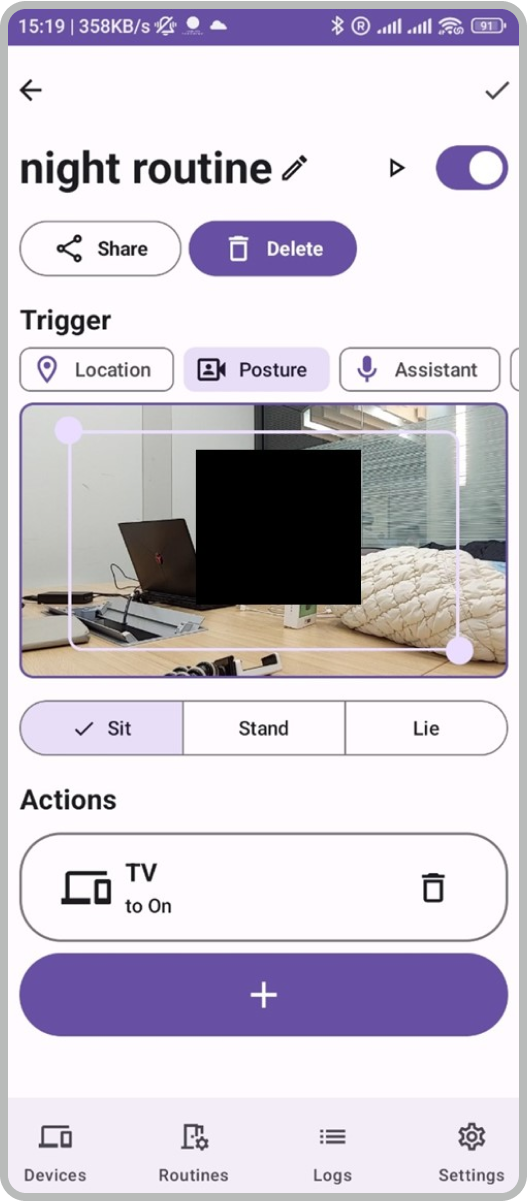 15:19 | 358KB/s 91
night routine
Share Delete
Trigger
Location Posture Assistant
Sit Stand Lie
Actions
TV
to On
Devices Routines Logs Settings